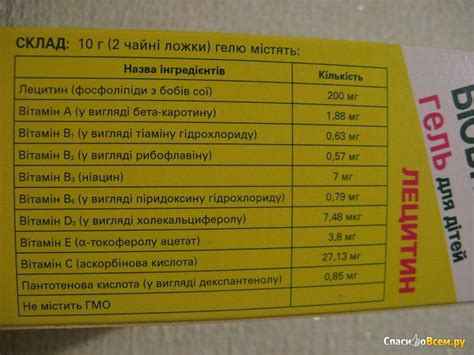 СКЛАД: 10 г (2 чайні ложки) гелю містять:
Назва інгредієнтів Кількість
Лецитин (фосфоліпіди з бобів сої) 200 мг
Вітамін А (у вигляді бета-каротину) 1,88 мг
Вітамін В₁ (у вигляді тіаміну гідрохлориду) 0,63 мг
Вітамін В₂ (у вигляді рибофлавіну) 0,57 мг
Вітамін В₃ (ніацин) 7 мг
Вітамін В₆ (у вигляді піридоксину гідрохлориду) 0,79 мг
Вітамін D₃ (у вигляді холекальциферолу) 7,48 мкг
Вітамін Е (α-токоферолу ацетат) 3,8 мг
Вітамін С (аскорбінова кислота) 27,13 мг
Пантотенова кислота (у вигляді декспантенолу) 0,85 мг
Не містить ГМО
гель для дітей
ЛЕЦИТИН
СпасибоВсем.ру